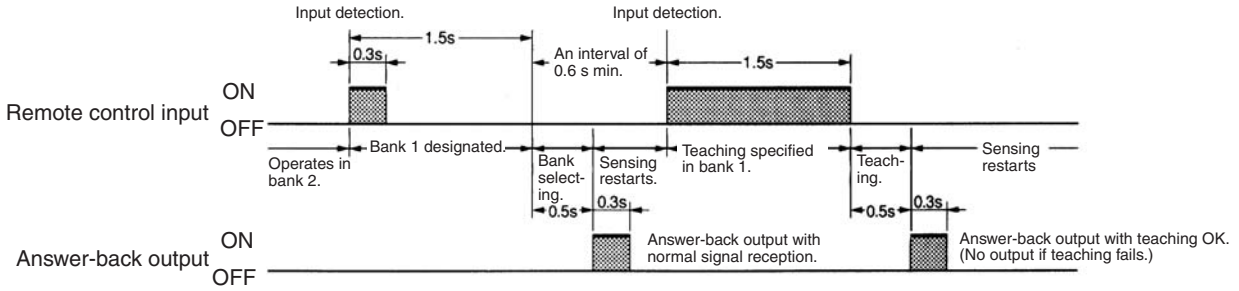 Input detection.
Input detection.
1.5s
0.3s
An interval of
0.6 s min.
1.5s
Remote control input
ON
OFF
Operates in
bank 2.
Bank 1 designated.
Bank
select-
ing.
Sensing
restarts.
Teaching specified
in bank 1.
Teach-
ing.
Sensing
restarts
0.5s
0.3s
0.5s
0.3s
Answer-back output
ON
OFF
Answer-back output with
normal signal reception.
Answer-back output with teaching OK.
(No output if teaching fails.)